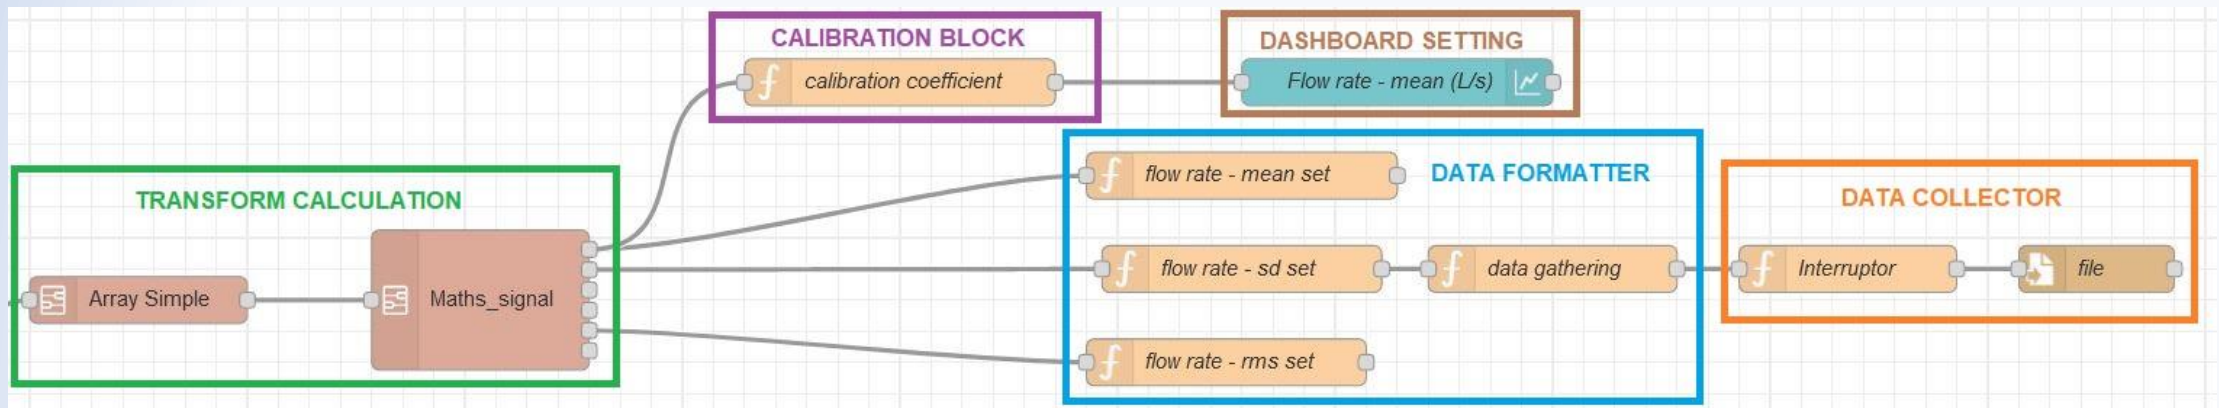 CALIBRATION BLOCK
calibration coefficient
DASHBOARD SETTING
Flow rate - mean (L/s)
TRANSFORM CALCULATION
Array Simple
Maths_signal
flow rate - mean set
DATA FORMATTER
flow rate - sd set
data gathering
flow rate - rms set
DATA COLLECTOR
Interruptor
file